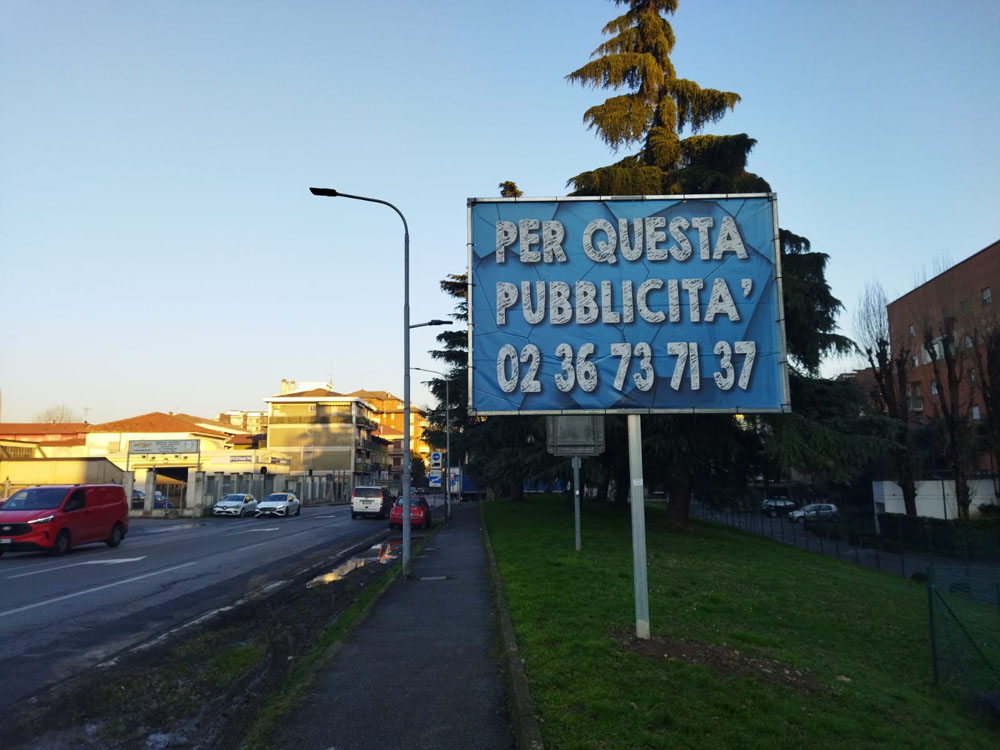 PER QUESTA
PUBBLICITA'
02 36 73 71 37